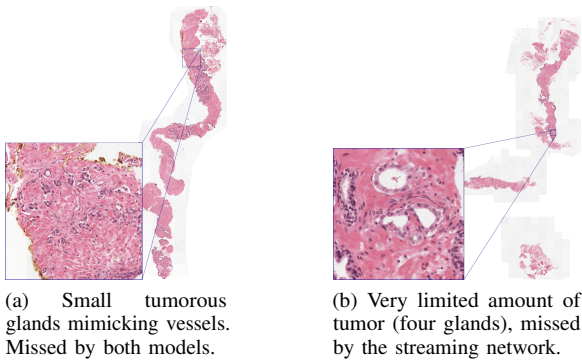 (a) Small tumorous
glands mimicking vessels.
Missed by both models.
(b) Very limited amount of
tumor (four glands), missed
by the streaming network.